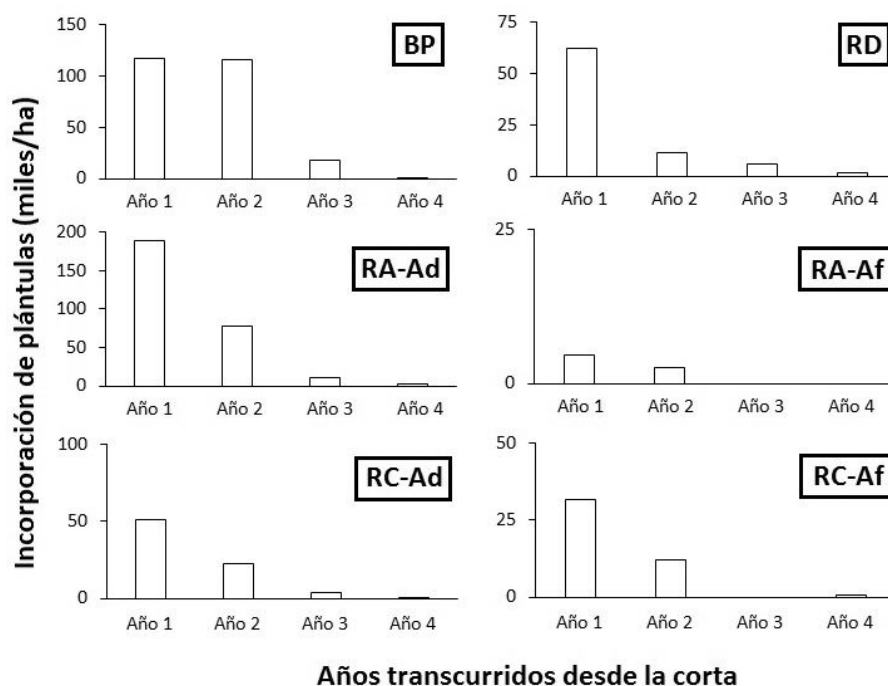 Incorporación de plántulas (miles/ha)
BP
150
100
50
0
Año 1 Año 2 Año 3 Año 4
RD
75
50
25
0
Año 1 Año 2 Año 3 Año 4
RA-Ad
200
150
100
50
0
Año 1 Año 2 Año 3 Año 4
RA-Af
25
0
Año 1 Año 2 Año 3 Año 4
RC-Ad
100
50
0
Año 1 Año 2 Año 3 Año 4
RC-Af
50
25
0
Año 1 Año 2 Año 3 Año 4
Años transcurridos desde la corta